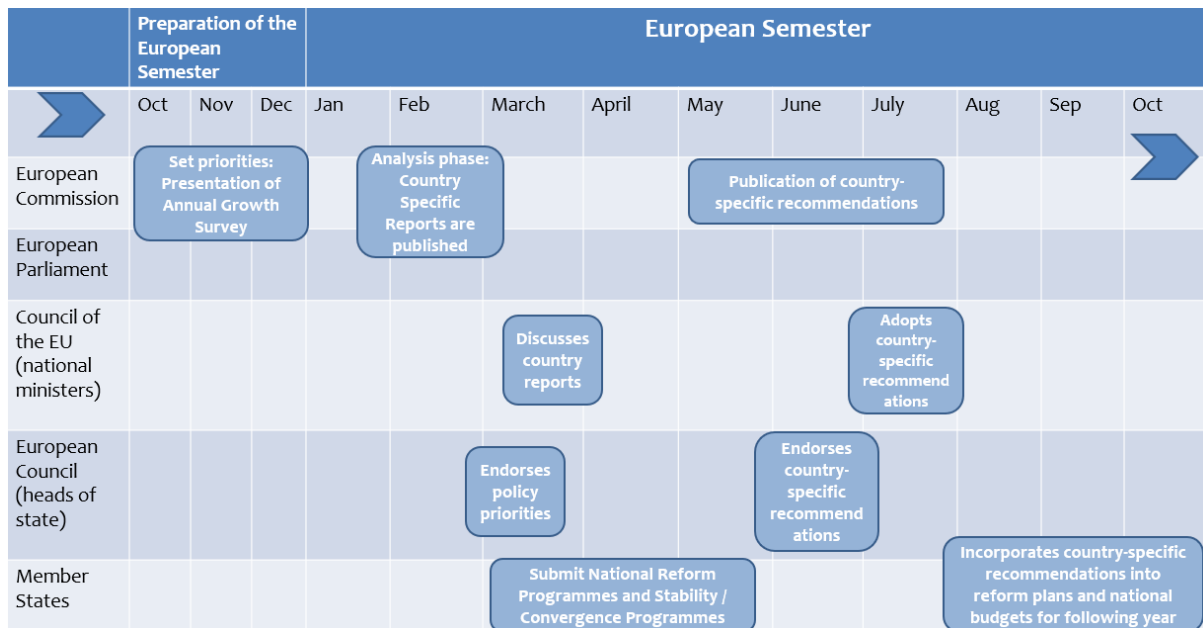 Preparation of the
European
Semester
European Semester
Oct
Nov
Dec
Jan
Feb
March
April
May
June
July
Aug
Sep
Oct
European
Commission
Set priorities:
Presentation of
Annual Growth
Survey
Analysis phase:
Country
Specific
Reports are
published
Publication of country-
specific recommendations
European
Parliament
Council of
the EU
(national
ministers)
Discusses
country
reports
Adopts
country-
specific
recommend
ations
European
Council
(heads of
state)
Endorses
policy
priorities
Endorses
country-
specific
recommend
ations
Member
States
Submit National Reform
Programmes and Stability /
Convergence Programmes
Incorporates country-specific
recommendations into
reform plans and national
budgets for following year